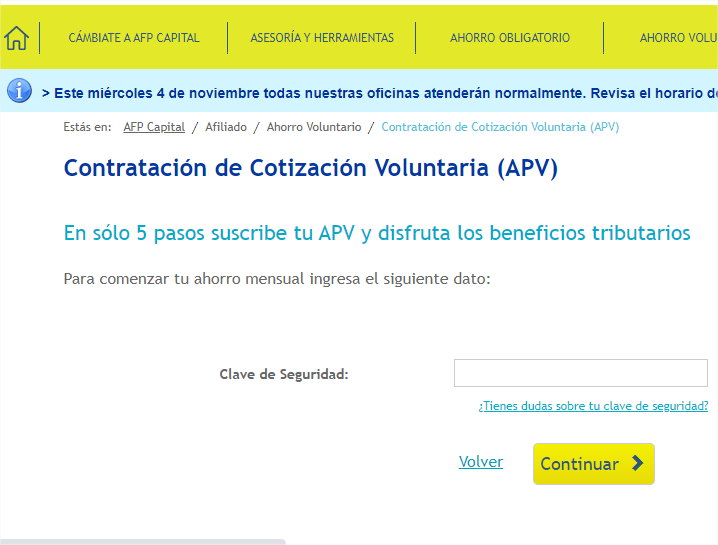 CÁMBIATE A AFP CAPITAL
ASESORÍA Y HERRAMIENTAS
AHORRO OBLIGATORIO
AHORRO VOLU
> Este miércoles 4 de noviembre todas nuestras oficinas atenderán normalmente. Revisa el horario d
Estás en: AFP Capital / Afiliado / Ahorro Voluntario / Contratación de Cotización Voluntaria (APV)
Contratación de Cotización Voluntaria (APV)
En sólo 5 pasos suscribe tu APV y disfruta los beneficios tributarios
Para comenzar tu ahorro mensual ingresa el siguiente dato:
Clave de Seguridad:
¿Tienes dudas sobre tu clave de seguridad?
Volver
Continuar